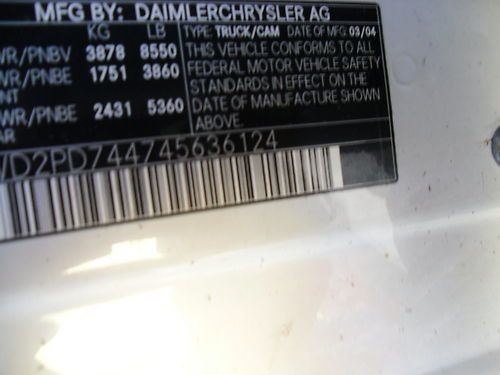 MFG BY: DAIMLERCHRYSLER AG
KG LB TYPE: TRUCK/CAM DATE OF MFG 03/04
WR/PNBV 3878 8550 THIS VEHICLE CONFORMS TO ALL
WR/PNBE 1751 3860 FEDERAL MOTOR VEHICLE SAFETY
NT STANDARDS IN EFFECT ON THE
WR/PNBE 2431 5360 DATE OF MANUFACTURE SHOWN
AR ABOVE.
WD2PD744745636124